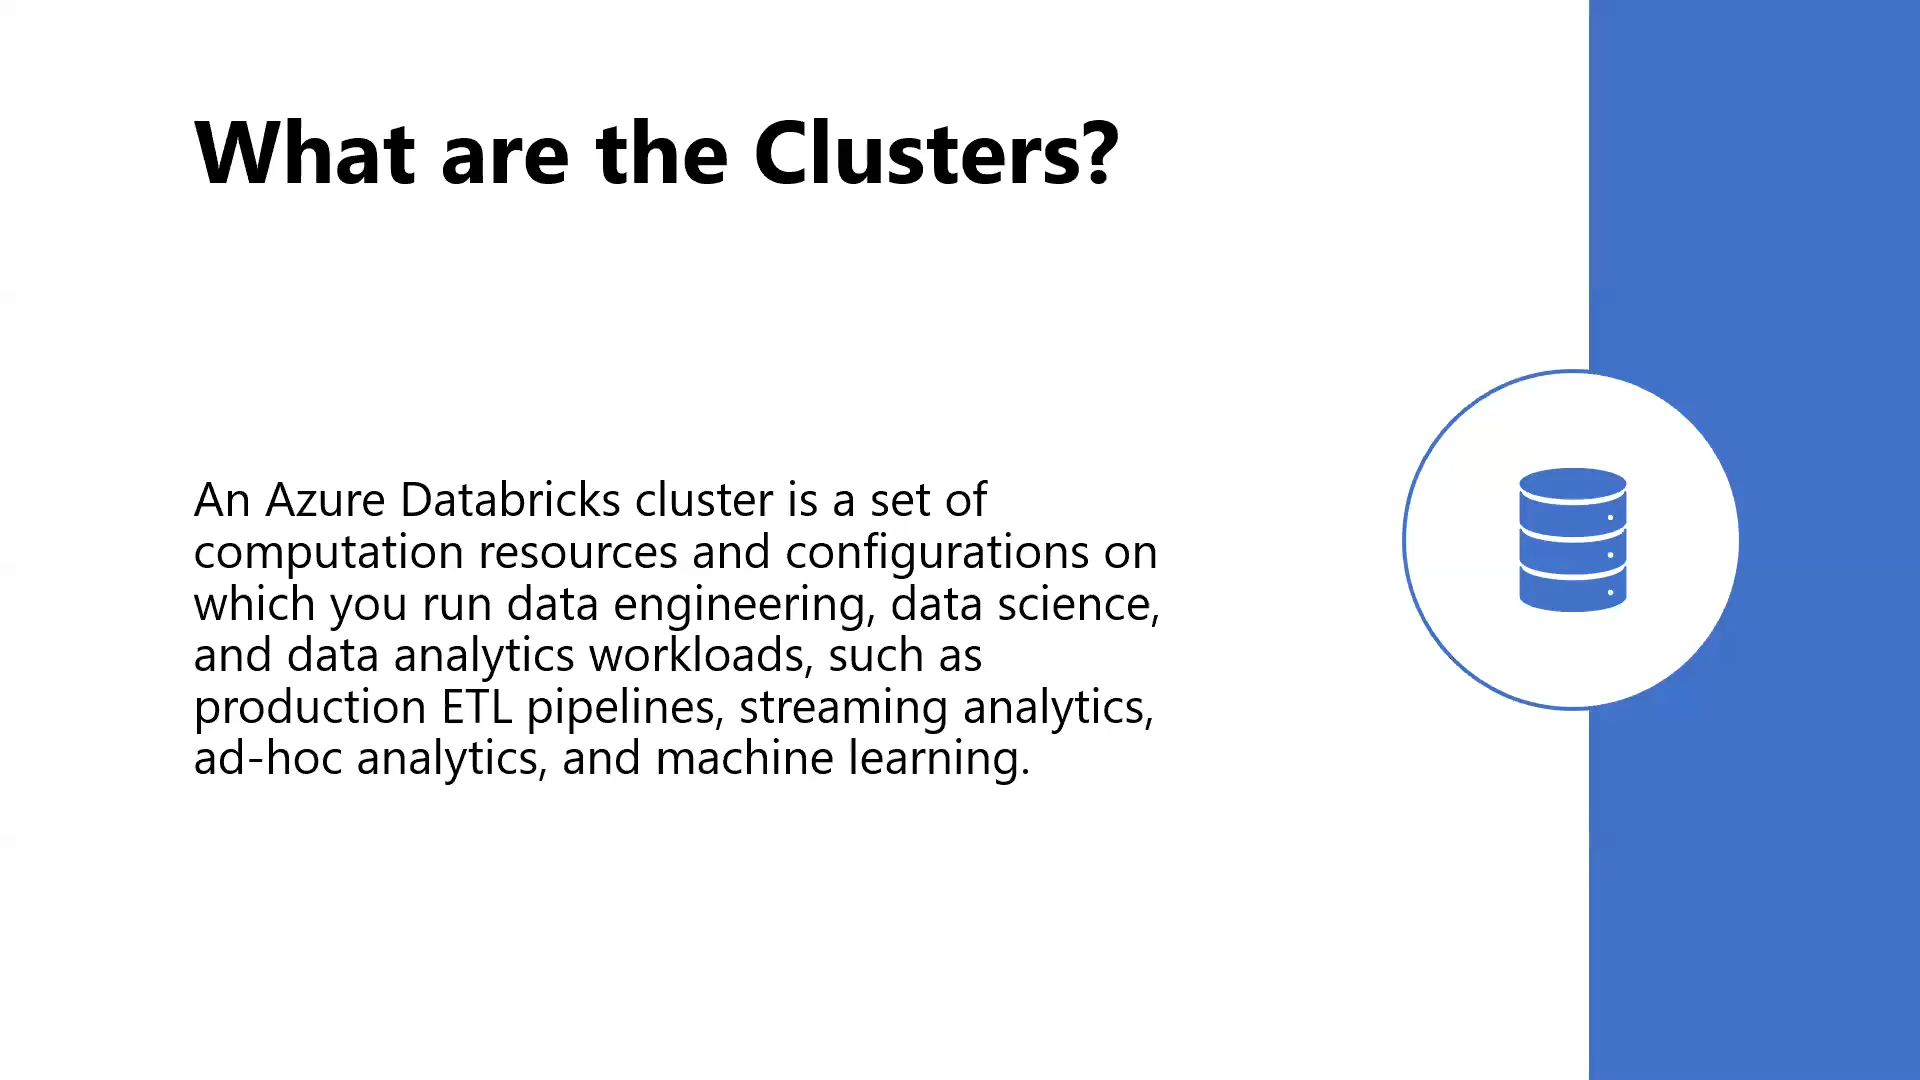 What are the Clusters?
An Azure Databricks cluster is a set of
computation resources and configurations on
which you run data engineering, data science,
and data analytics workloads, such as
production ETL pipelines, streaming analytics,
ad-hoc analytics, and machine learning.